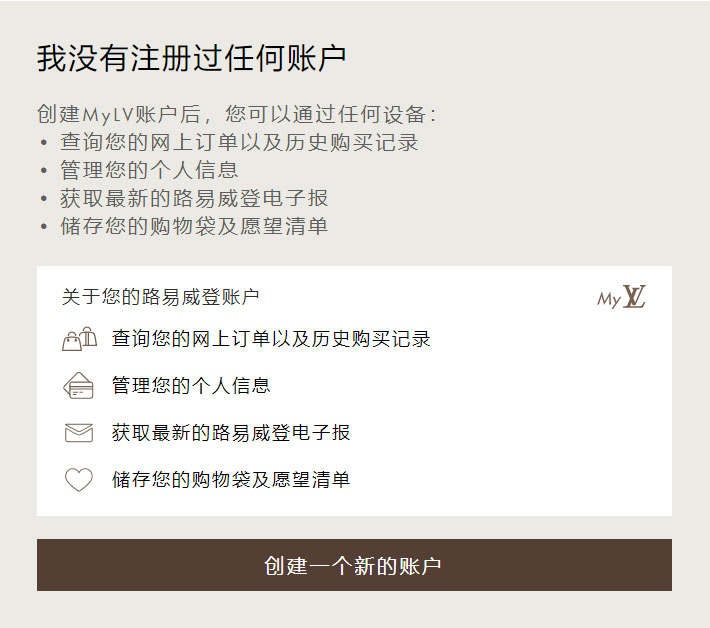 我没有注册过任何账户
创建MyLV账户后，您可以通过任何设备：
• 查询您的网上订单以及历史购买记录
• 管理您的个人信息
• 获取最新的路易威登电子报
• 储存您的购物袋及愿望清单
关于您的路易威登账户
My LV
查询您的网上订单以及历史购买记录
管理您的个人信息
获取最新的路易威登电子报
储存您的购物袋及愿望清单
创建一个新的账户